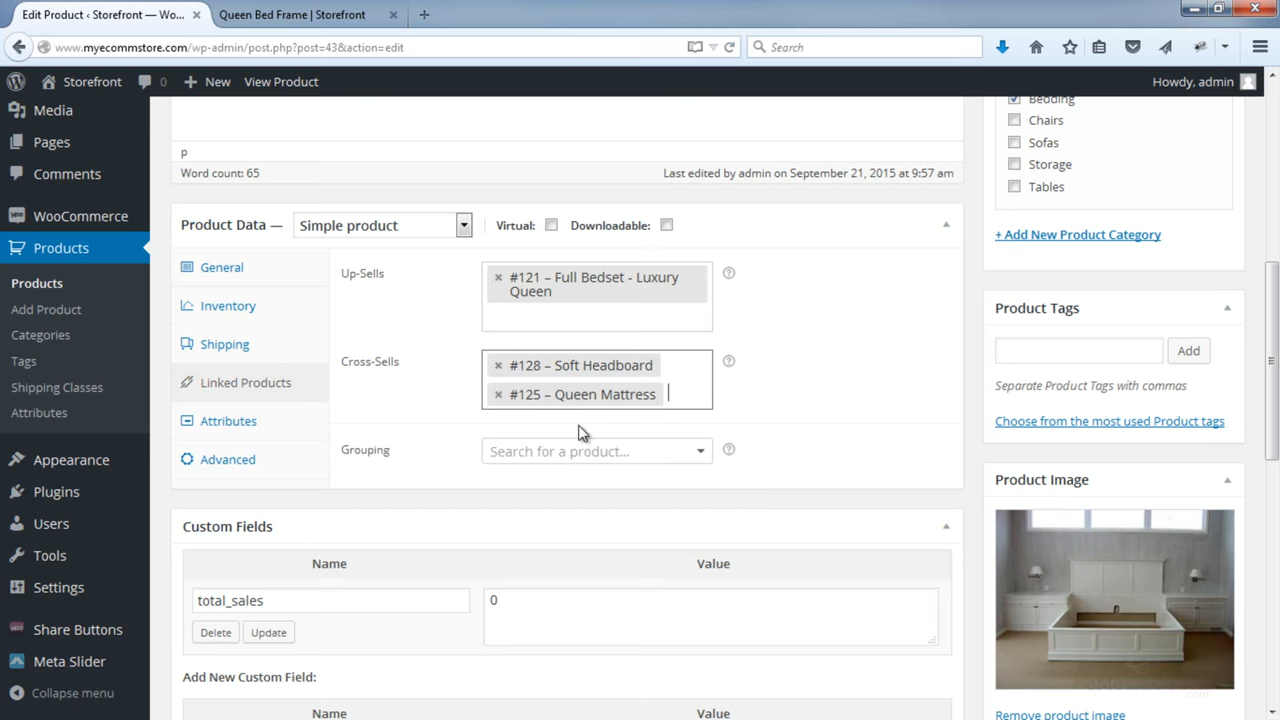 Edit Product ‹ Storefront — Wo... ×
Queen Bed Frame | Storefront ×
www.myecommstore.com/wp-admin/post.php?post=43&action=edit
Search
Storefront
0
New
View Product
Howdy, admin
Media
Pages
Comments
WooCommerce
Products
Products
Add Product
Categories
Tags
Shipping Classes
Attributes
Appearance
Plugins
Users
Tools
Settings
Share Buttons
Meta Slider
Collapse menu
p
Word count: 65
Last edited by admin on September 21, 2015 at 9:57 am
Product Data —
Simple product
Virtual:
Downloadable:
General
Inventory
Shipping
Linked Products
Attributes
Advanced
Up-Sells
× #121 – Full Bedset - Luxury
Queen
Cross-Sells
× #128 – Soft Headboard
× #125 – Queen Mattress
Grouping
Search for a product...
Custom Fields
Name
Value
total_sales
0
Delete
Update
Add New Custom Field:
Name
Value
Bedding
Chairs
Sofas
Storage
Tables
+ Add New Product Category
Product Tags
Add
Separate Product Tags with commas
Choose from the most used Product tags
Product Image
Remove product image